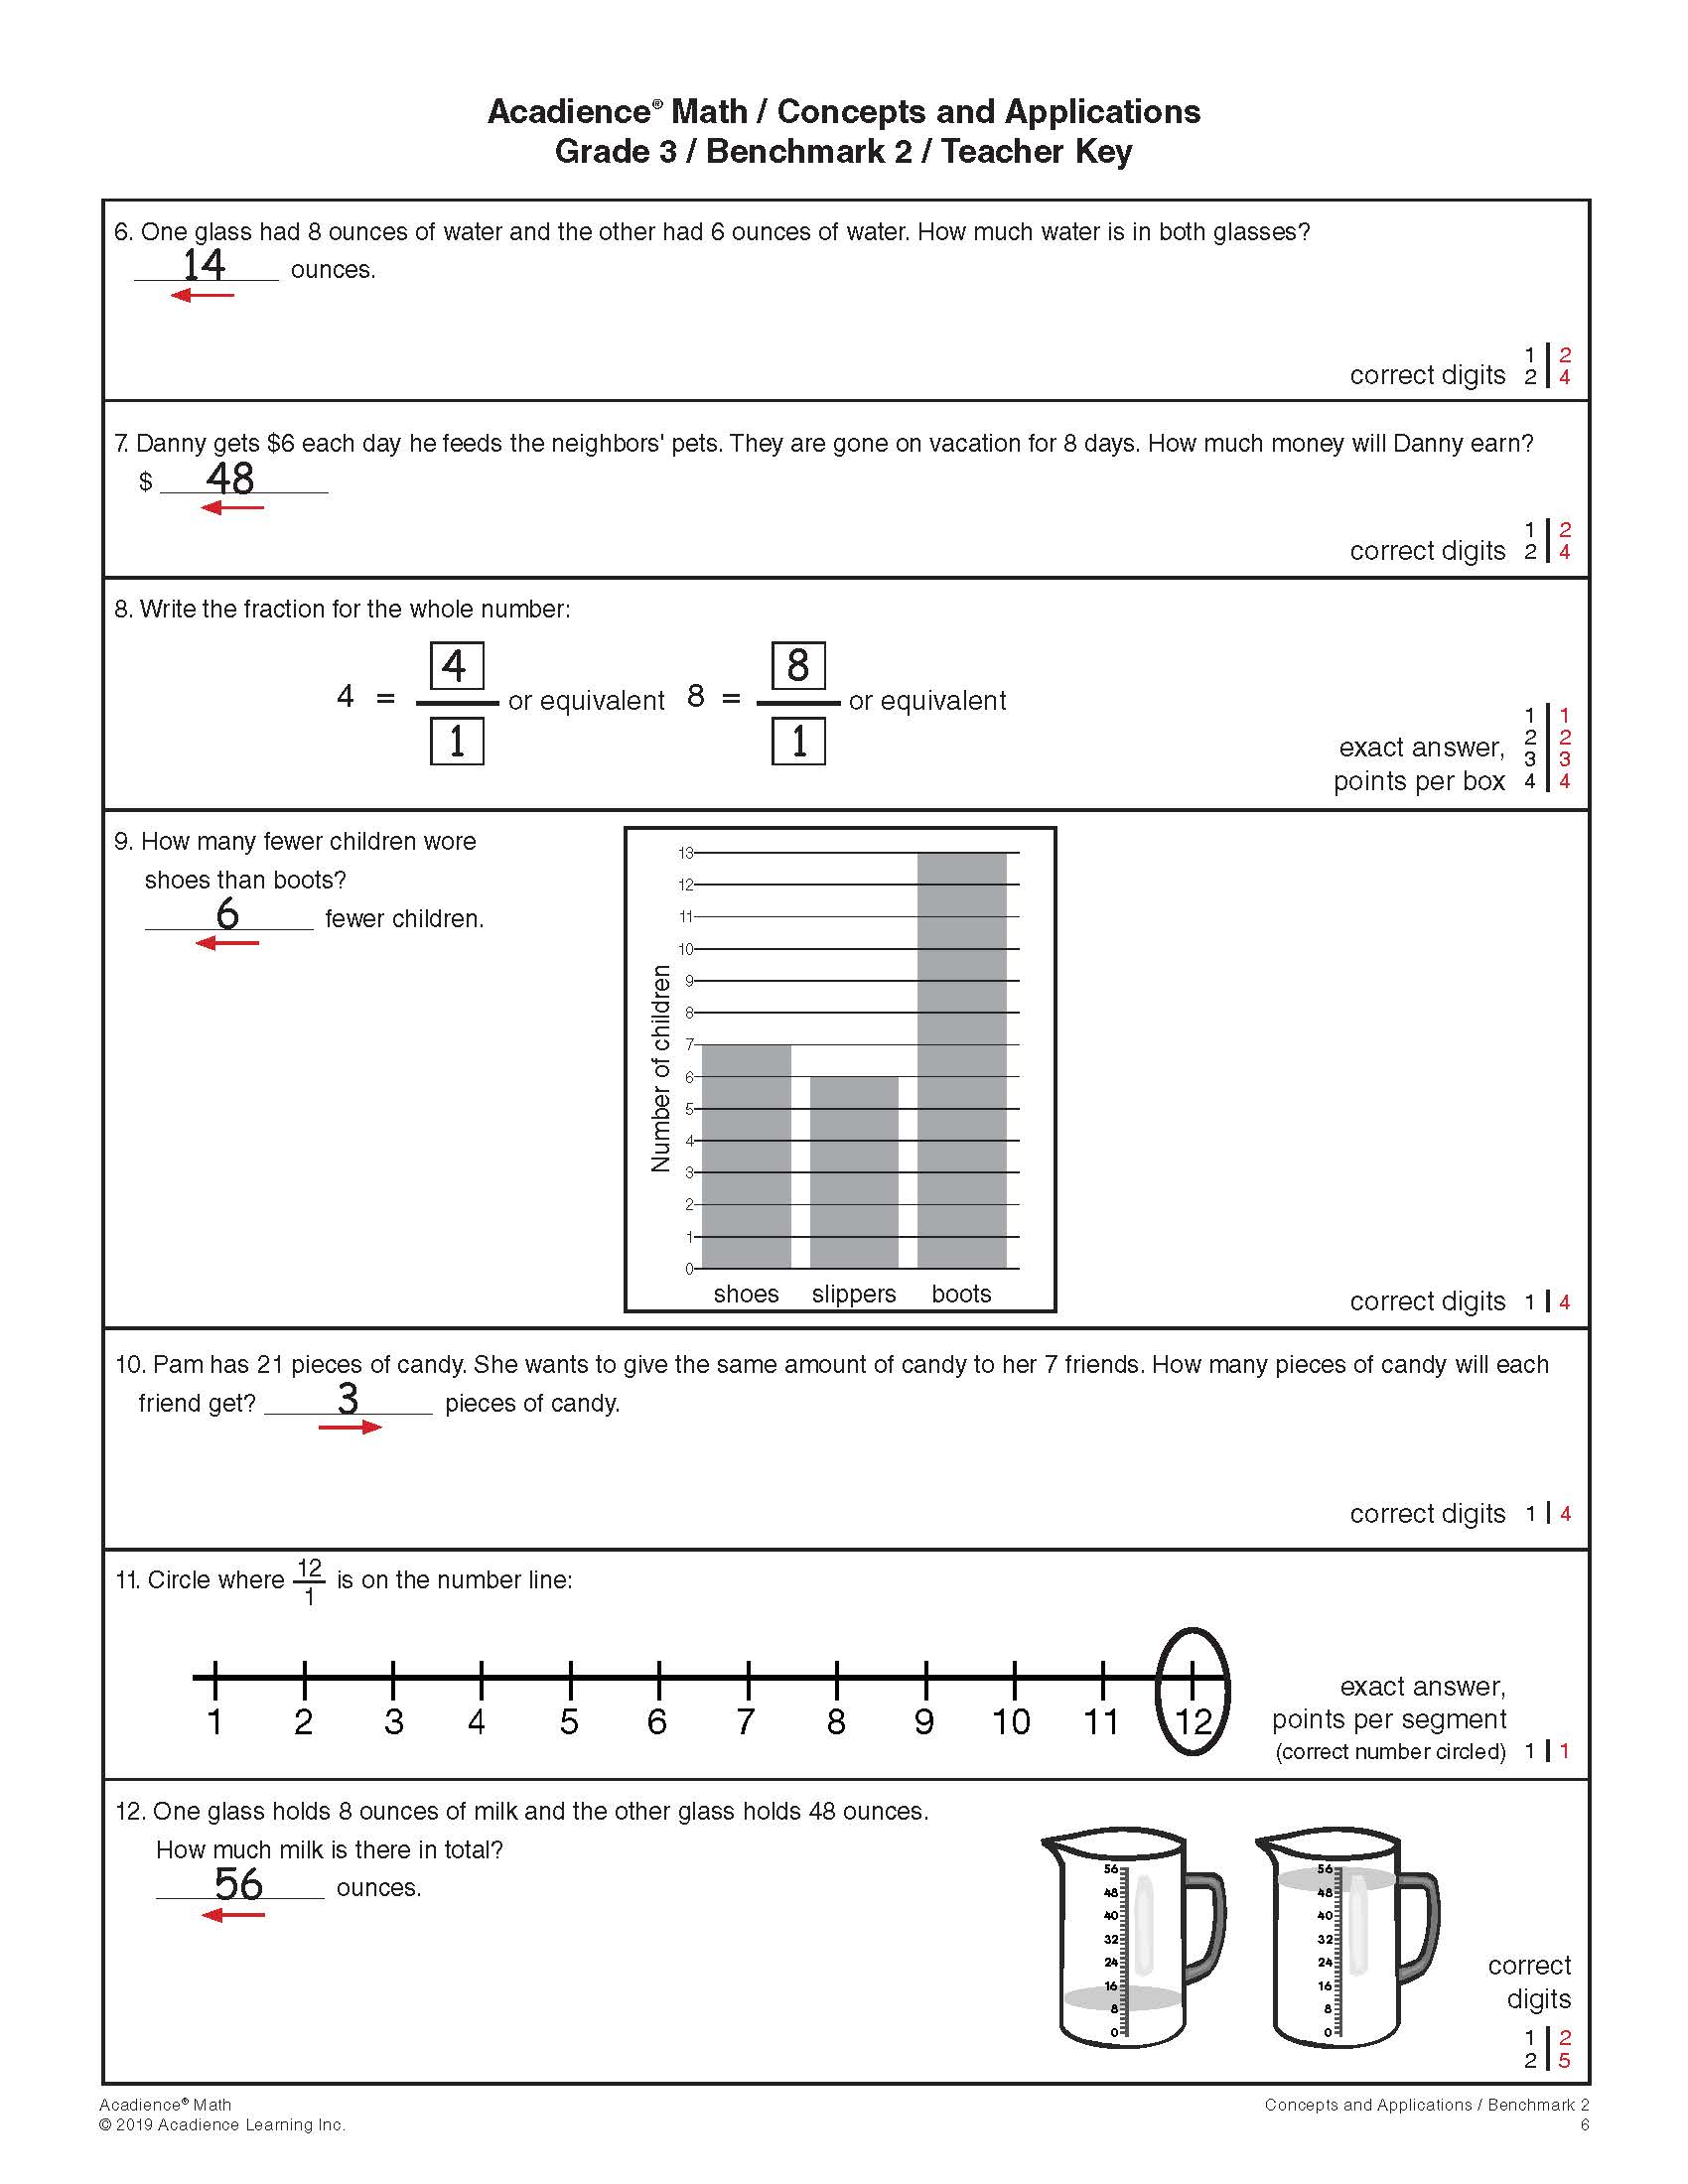 Acadience® Math / Concepts and Applications
Grade 3 / Benchmark 2 / Teacher Key
6. One glass had 8 ounces of water and the other had 6 ounces of water. How much water is in both glasses?
14 ounces.
1 | 2
correct digits 2 | 4
7. Danny gets $6 each day he feeds the neighbors' pets. They are gone on vacation for 8 days. How much money will Danny earn?
$ 48
1 | 2
correct digits 2 | 4
8. Write the fraction for the whole number:
4 8
4 = or equivalent 8 = or equivalent
1 1
1 | 1
2 | 2
exact answer, 3 | 3
points per box 4 | 4
9. How many fewer children wore
shoes than boots?
6 fewer children.
Number of children
13
12
11
10
9
8
7
6
5
4
3
2
1
0
shoes slippers boots
correct digits 1 | 4
10. Pam has 21 pieces of candy. She wants to give the same amount of candy to her 7 friends. How many pieces of candy will each
friend get? 3 pieces of candy.
correct digits 1 | 4
11. Circle where 12/1 is on the number line:
1 2 3 4 5 6 7 8 9 10 11 12
exact answer,
points per segment
(correct number circled) 1 | 1
12. One glass holds 8 ounces of milk and the other glass holds 48 ounces.
How much milk is there in total?
56 ounces.
56 56
48 48
40 40
32 32
24 24
16 16
8 8
0 0
correct
digits
1 | 2
2 | 5
Acadience® Math
© 2019 Acadience Learning Inc.
Concepts and Applications / Benchmark 2
6